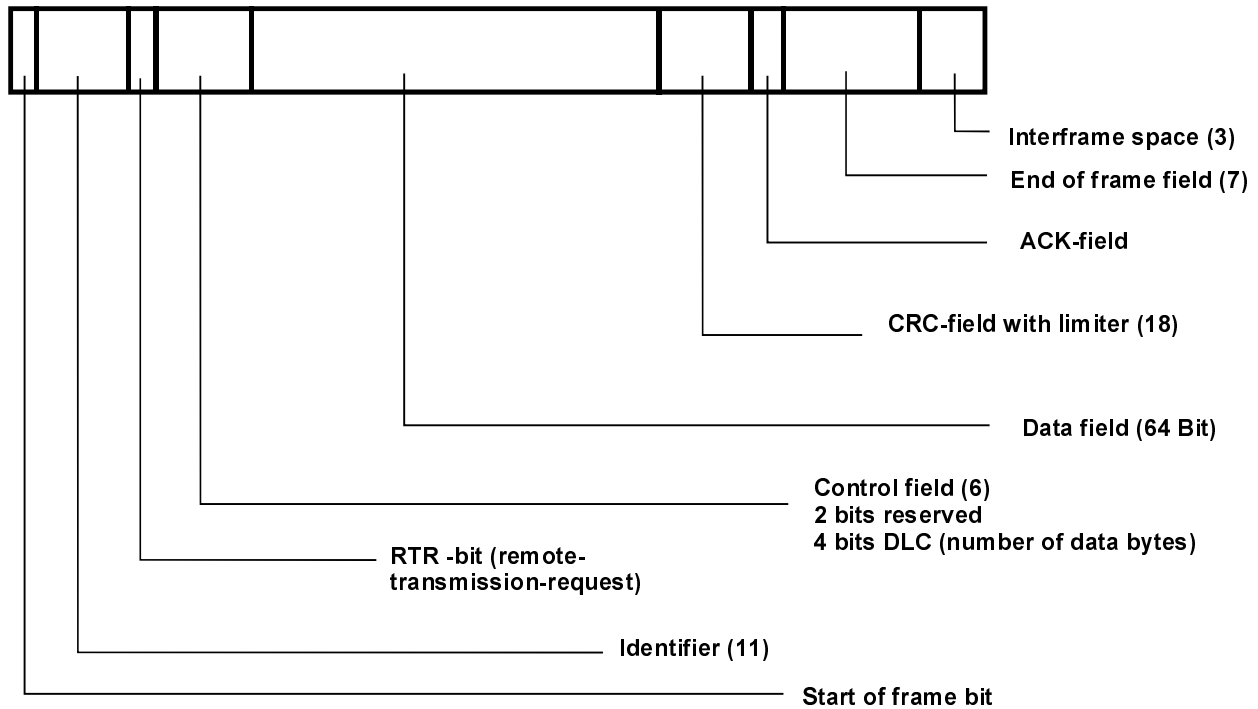 Interframe space (3)
End of frame field (7)
ACK-field
CRC-field with limiter (18)
Data field (64 Bit)
Control field (6)
2 bits reserved
4 bits DLC (number of data bytes)
RTR -bit (remote-
transmission-request)
Identifier (11)
Start of frame bit